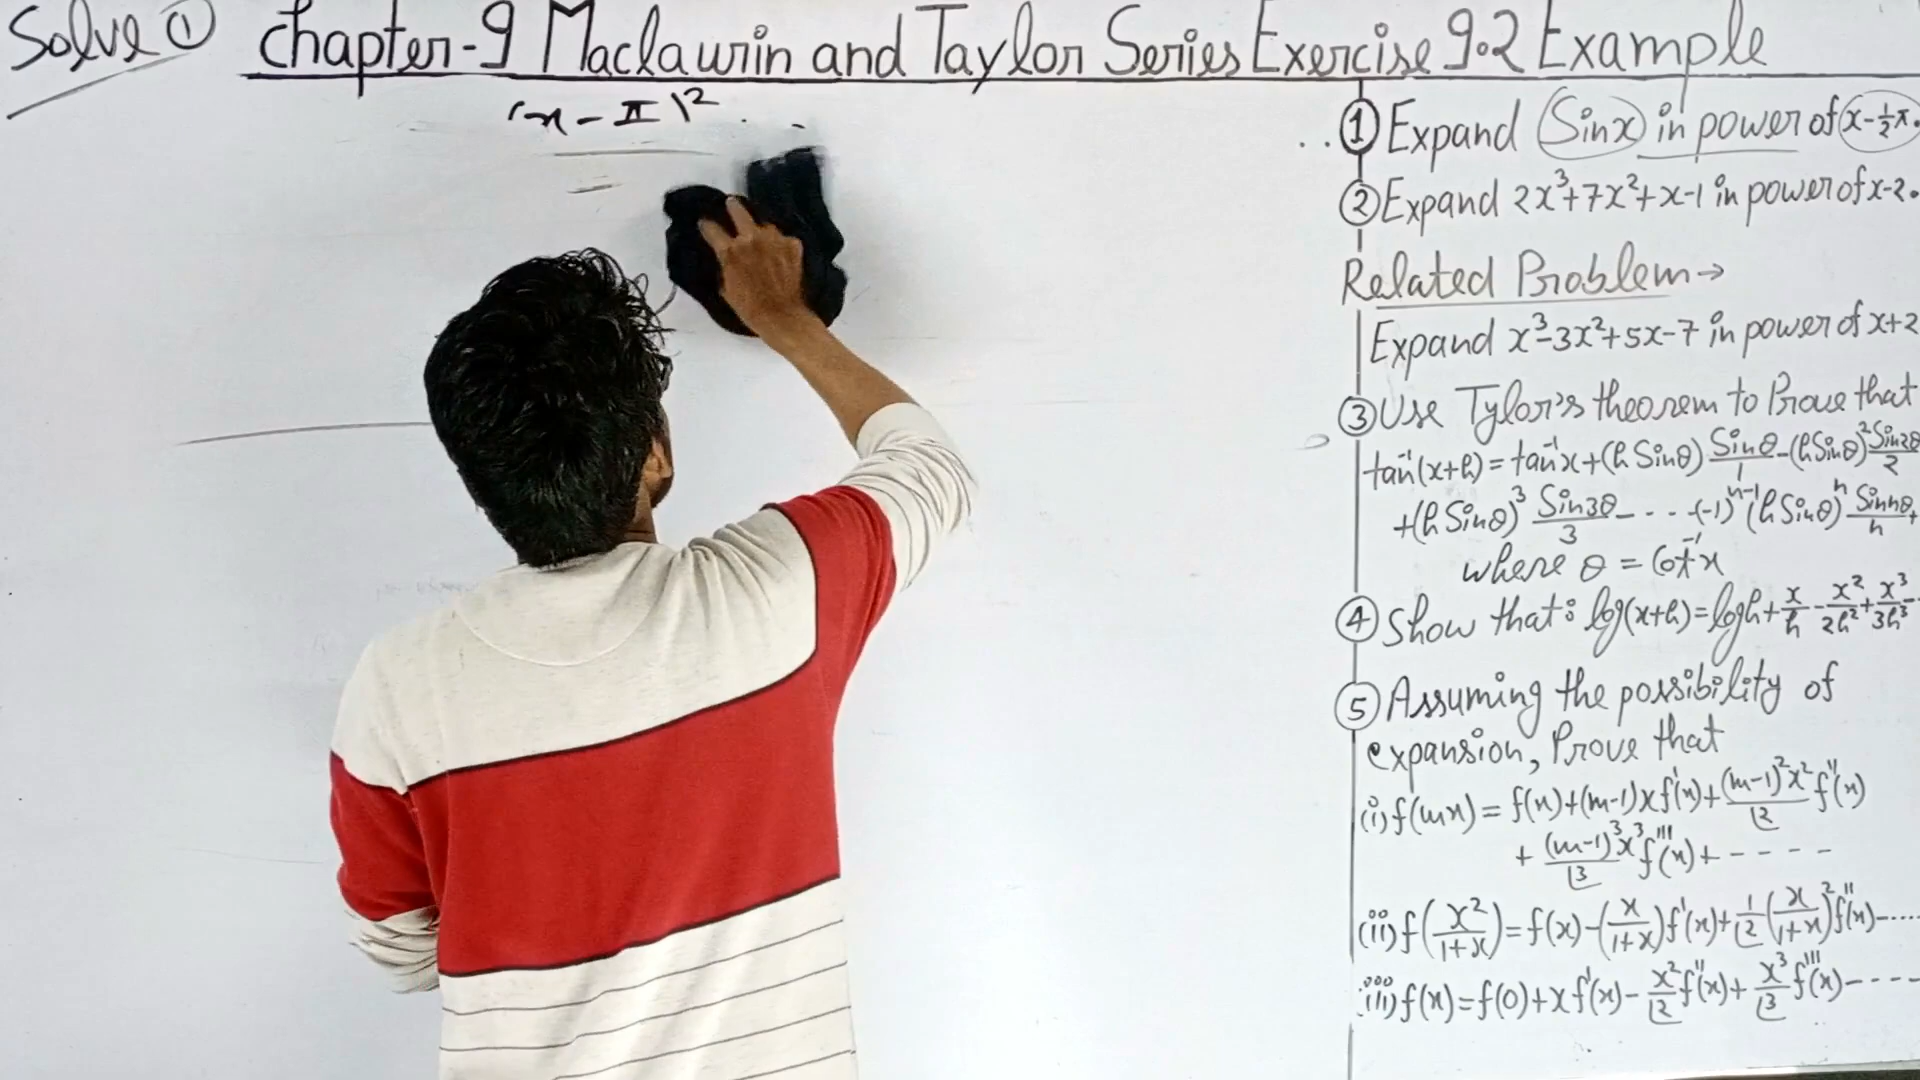 Solve ①
Chapter-9 Maclaurin and Taylor Series Exercise 9.2 Example
(x - π)² . -
.. ① Expand Sinx in power of x-½π.
② Expand 2x³+7x²+x-1 in power of x-2.
Related Problem→
Expand x³-3x²+5x-7 in power of x+2
③ Use Tylor's theorem to Prove that
tan⁻¹(x+h) = tan⁻¹x+(h Sinθ) Sinθ/1 -(hSinθ)² Sin2θ/2
+(h Sinθ)³ Sin3θ/3 - - - - (-1)ⁿ⁻¹(h Sinθ)ⁿ Sinnθ/n +
where θ = Cot⁻¹x
④ Show that: log(x+h)=logh+x/h - x²/2h² + x³/3h³ --
⑤ Assuming the possibility of
expansion, Prove that
(i) f(mx) = f(x)+(m-1)xf'(x)+(m-1)²x²/⌊2 f''(x)
+ (m-1)³x³/⌊3 f'''(x)+ - - - -
(ii) f(x²/1+x)=f(x)-(x/1+x)f'(x)+1/⌊2(x/1+x)²f''(x)-....
(iii) f(x)=f(0)+xf'(x)- x²/⌊2 f''(x)+ x³/⌊3 f'''(x)- - - -